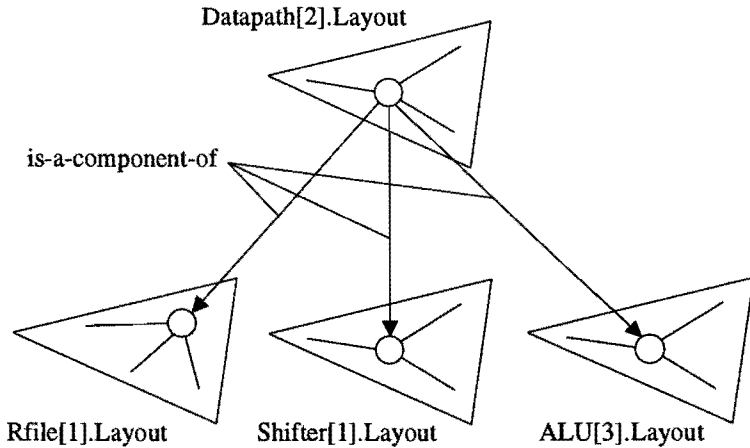 Datapath[2].Layout
is-a-component-of
Rfile[1].Layout
Shifter[1].Layout
ALU[3].Layout